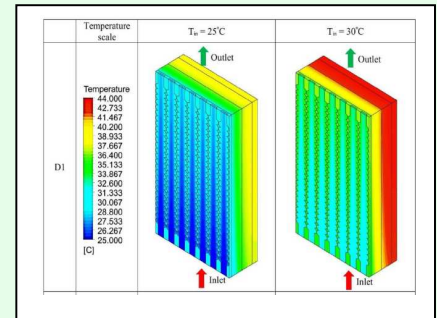 Temperature
scale
T_in = 25°C
T_in = 30°C
D1
Temperature
44.000
42.733
41.467
40.200
38.933
37.667
36.400
35.133
33.867
32.600
31.333
30.067
28.800
27.533
26.267
25.000
[C]
Outlet
Inlet
Outlet
Inlet